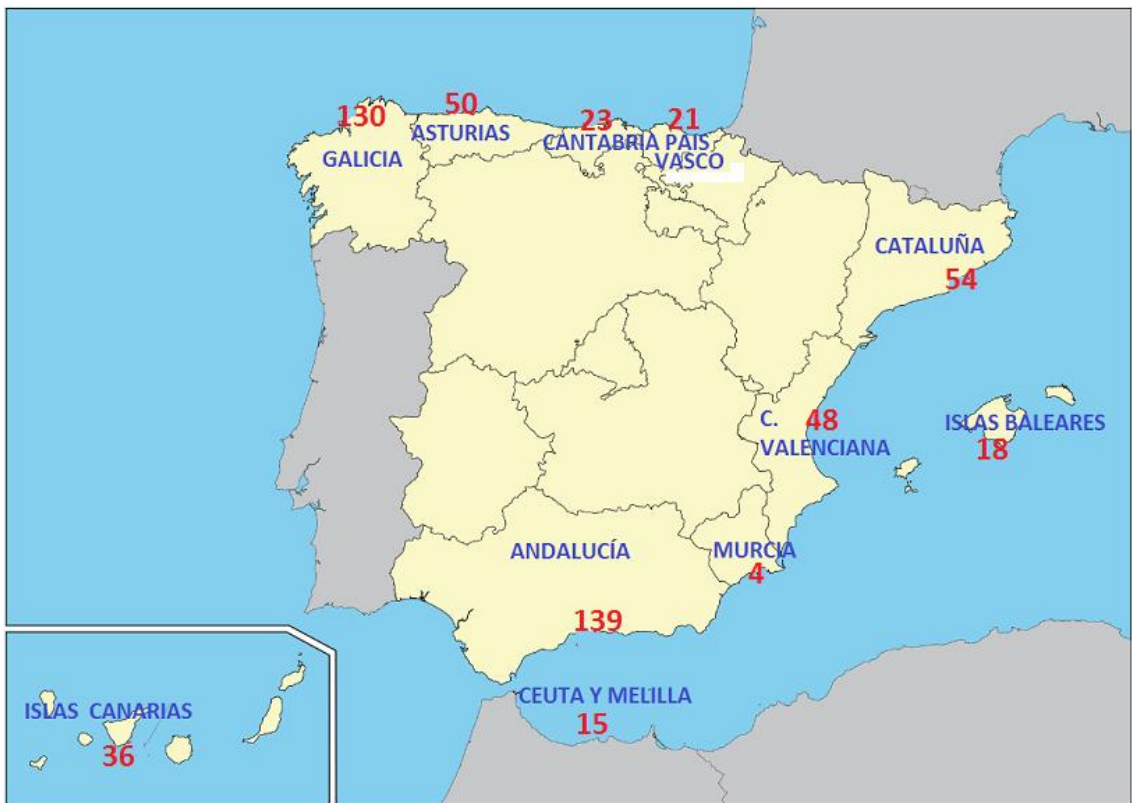 130
GALICIA
50
ASTURIAS
23
CANTABRIA
21
PAIS
VASCO
CATALUÑA
54
C.
48
VALENCIANA
ISLAS BALEARES
18
ANDALUCÍA
139
MURCIA
4
CEUTA Y MELILLA
15
ISLAS CANARIAS
36